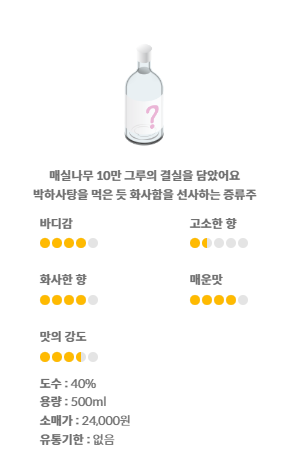 ?
매실나무 10만 그루의 결실을 담았어요
박하사탕을 먹은 듯 화사함을 선사하는 증류주
바디감 고소한 향
화사한 향 매운맛
맛의 강도
도수 : 40%
용량 : 500ml
소매가 : 24,000원
유통기한 : 없음